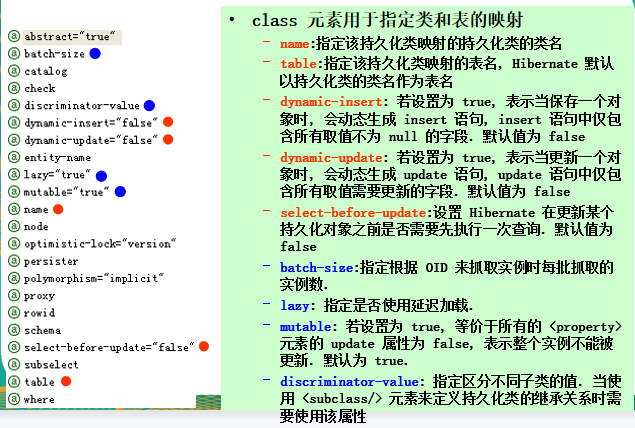 abstract="true"
batch-size
catalog
check
discriminator-value
dynamic-insert="false"
dynamic-update="false"
entity-name
lazy="true"
mutable="true"
name
node
optimistic-lock="version"
persister
polymorphism="implicit"
proxy
rowid
schema
select-before-update="false"
subselect
table
where
• class 元素用于指定类和表的映射
– name:指定该持久化类映射的持久化类的类名
– table:指定该持久化类映射的表名, Hibernate 默认
以持久化类的类名作为表名
– dynamic-insert: 若设置为 true, 表示当保存一个对
象时, 会动态生成 insert 语句, insert 语句中仅包
含所有取值不为 null 的字段. 默认值为 false
– dynamic-update: 若设置为 true, 表示当更新一个对
象时, 会动态生成 update 语句, update 语句中仅包
含所有取值需要更新的字段. 默认值为 false
– select-before-update:设置 Hibernate 在更新某个
持久化对象之前是否需要先执行一次查询. 默认值为
false
– batch-size:指定根据 OID 来抓取实例时每批抓取的
实例数.
– lazy: 指定是否使用延迟加载.
– mutable: 若设置为 true, 等价于所有的 <property>
元素的 update 属性为 false, 表示整个实例不能被
更新. 默认为 true.
– discriminator-value: 指定区分不同子类的值. 当使
用 <subclass/> 元素来定义持久化类的继承关系时需
要使用该属性